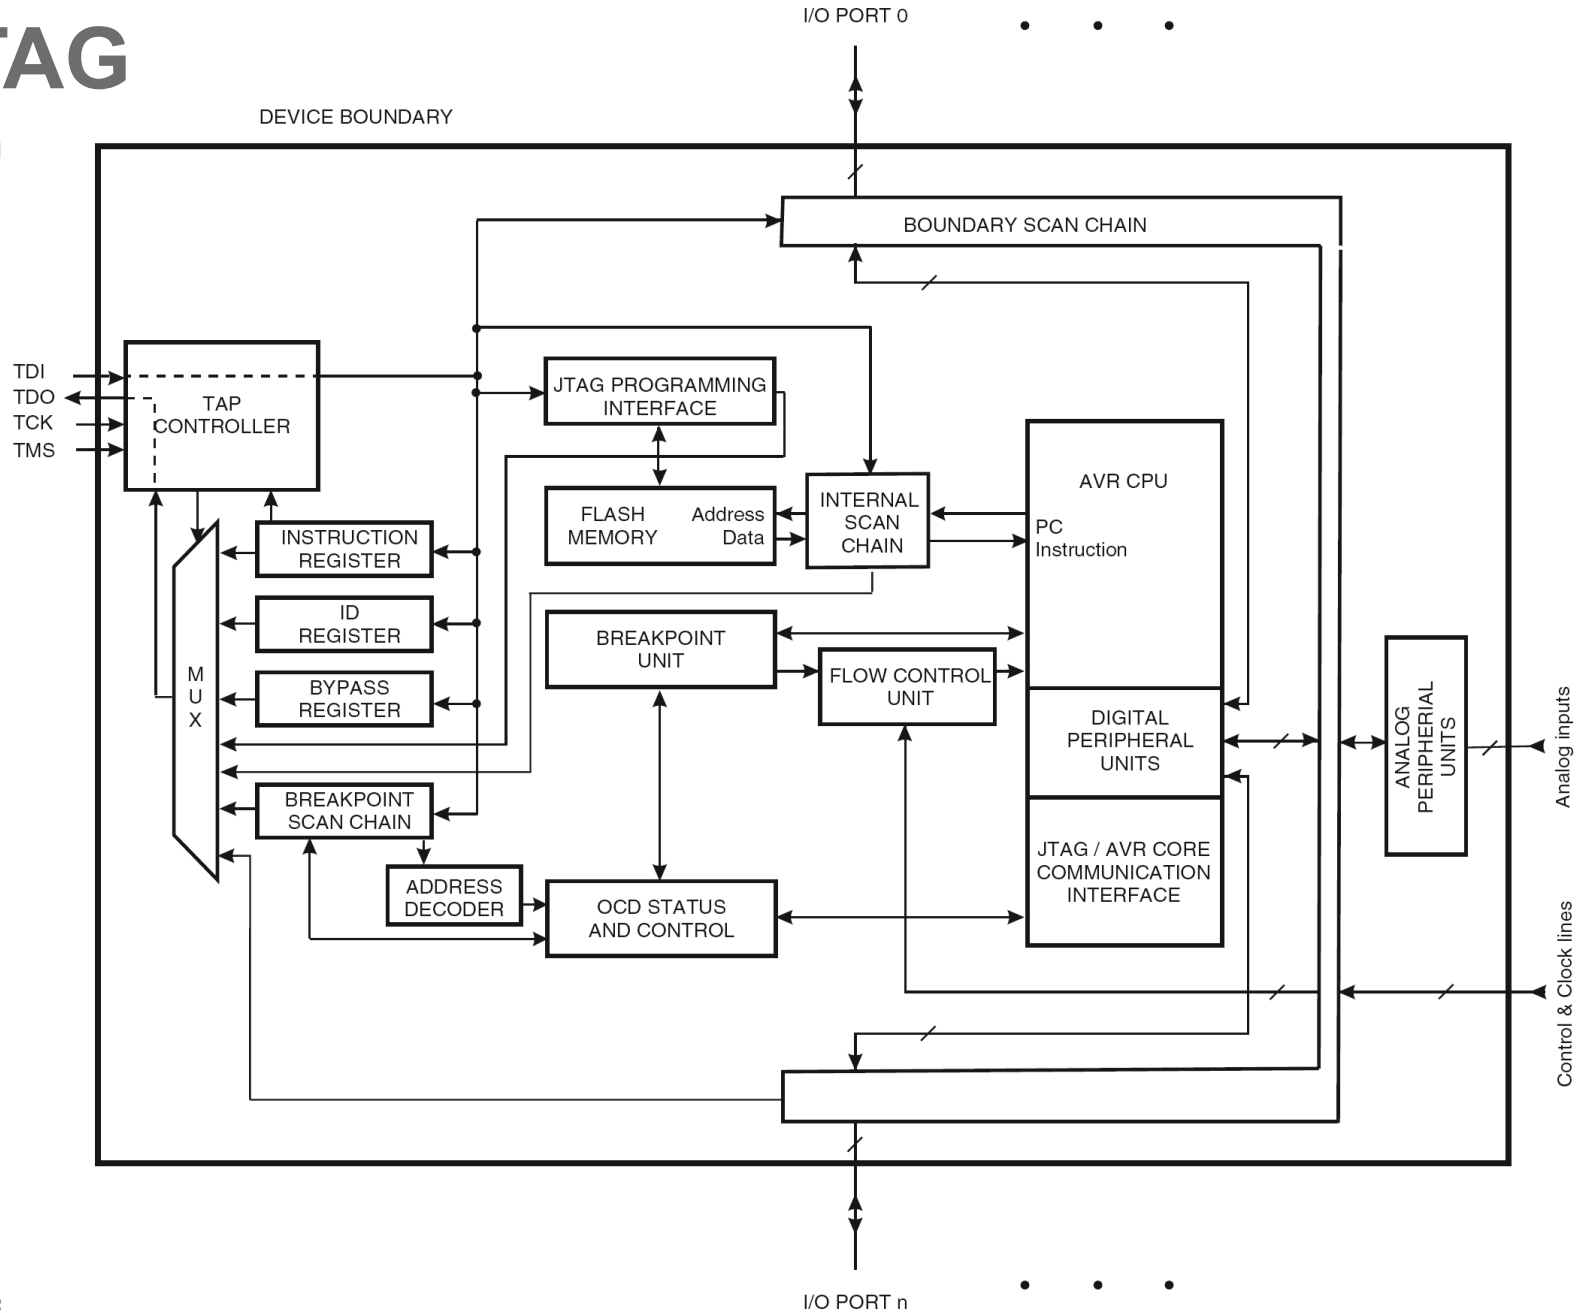 TAG
I/O PORT 0
DEVICE BOUNDARY
BOUNDARY SCAN CHAIN
TDI
TDO
TCK
TMS
TAP
CONTROLLER
JTAG PROGRAMMING
INTERFACE
AVR CPU
FLASH
MEMORY
Address
Data
INTERNAL
SCAN
CHAIN
PC
Instruction
INSTRUCTION
REGISTER
ID
REGISTER
BREAKPOINT
UNIT
FLOW CONTROL
UNIT
M
U
X
BYPASS
REGISTER
DIGITAL
PERIPHERAL
UNITS
ANALOG
PERIPHERIAL
UNITS
Analog inputs
BREAKPOINT
SCAN CHAIN
ADDRESS
DECODER
OCD STATUS
AND CONTROL
JTAG / AVR CORE
COMMUNICATION
INTERFACE
Control & Clock lines
I/O PORT n